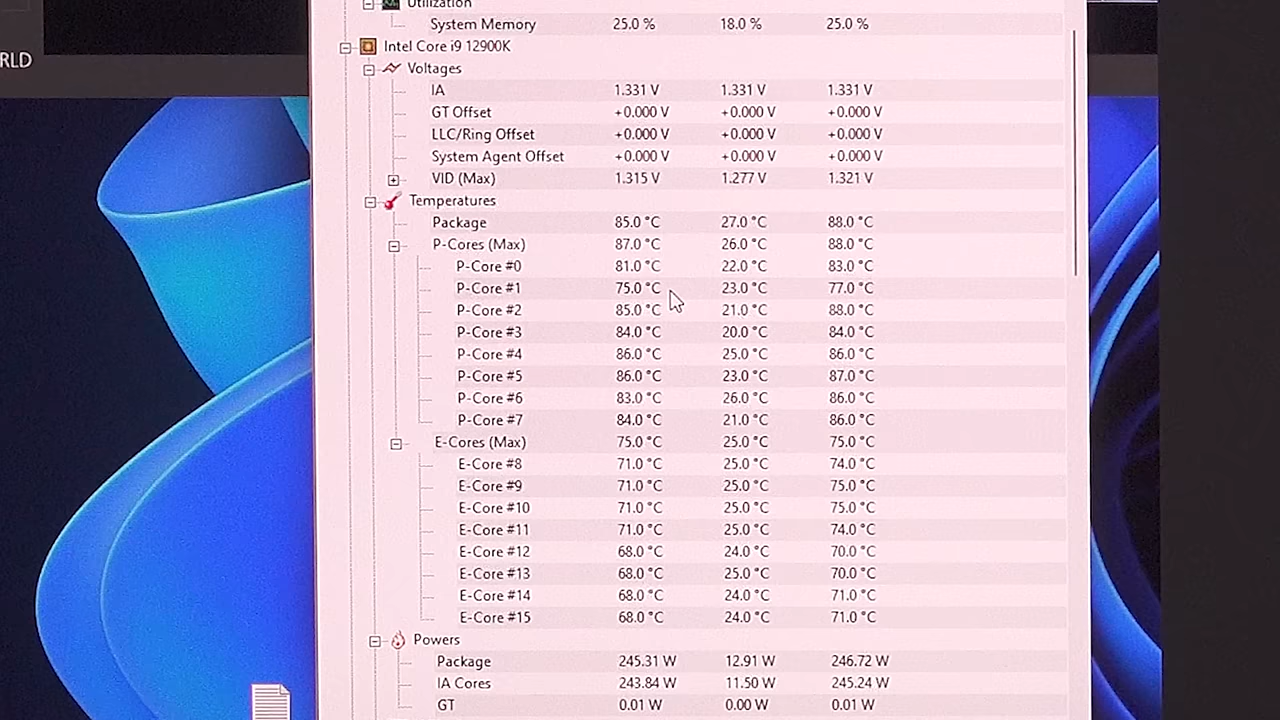 Utilization
System Memory 25.0 % 18.0 % 25.0 %
RLD
Intel Core i9 12900K
Voltages
IA 1.331 V 1.331 V 1.331 V
GT Offset +0.000 V +0.000 V +0.000 V
LLC/Ring Offset +0.000 V +0.000 V +0.000 V
System Agent Offset +0.000 V +0.000 V +0.000 V
VID (Max) 1.315 V 1.277 V 1.321 V
Temperatures
Package 85.0 °C 27.0 °C 88.0 °C
P-Cores (Max) 87.0 °C 26.0 °C 88.0 °C
P-Core #0 81.0 °C 22.0 °C 83.0 °C
P-Core #1 75.0 °C 23.0 °C 77.0 °C
P-Core #2 85.0 °C 21.0 °C 88.0 °C
P-Core #3 84.0 °C 20.0 °C 84.0 °C
P-Core #4 86.0 °C 25.0 °C 86.0 °C
P-Core #5 86.0 °C 23.0 °C 87.0 °C
P-Core #6 83.0 °C 26.0 °C 86.0 °C
P-Core #7 84.0 °C 21.0 °C 86.0 °C
E-Cores (Max) 75.0 °C 25.0 °C 75.0 °C
E-Core #8 71.0 °C 25.0 °C 74.0 °C
E-Core #9 71.0 °C 25.0 °C 75.0 °C
E-Core #10 71.0 °C 25.0 °C 75.0 °C
E-Core #11 71.0 °C 25.0 °C 74.0 °C
E-Core #12 68.0 °C 24.0 °C 70.0 °C
E-Core #13 68.0 °C 25.0 °C 70.0 °C
E-Core #14 68.0 °C 24.0 °C 71.0 °C
E-Core #15 68.0 °C 24.0 °C 71.0 °C
Powers
Package 245.31 W 12.91 W 246.72 W
IA Cores 243.84 W 11.50 W 245.24 W
GT 0.01 W 0.00 W 0.01 W